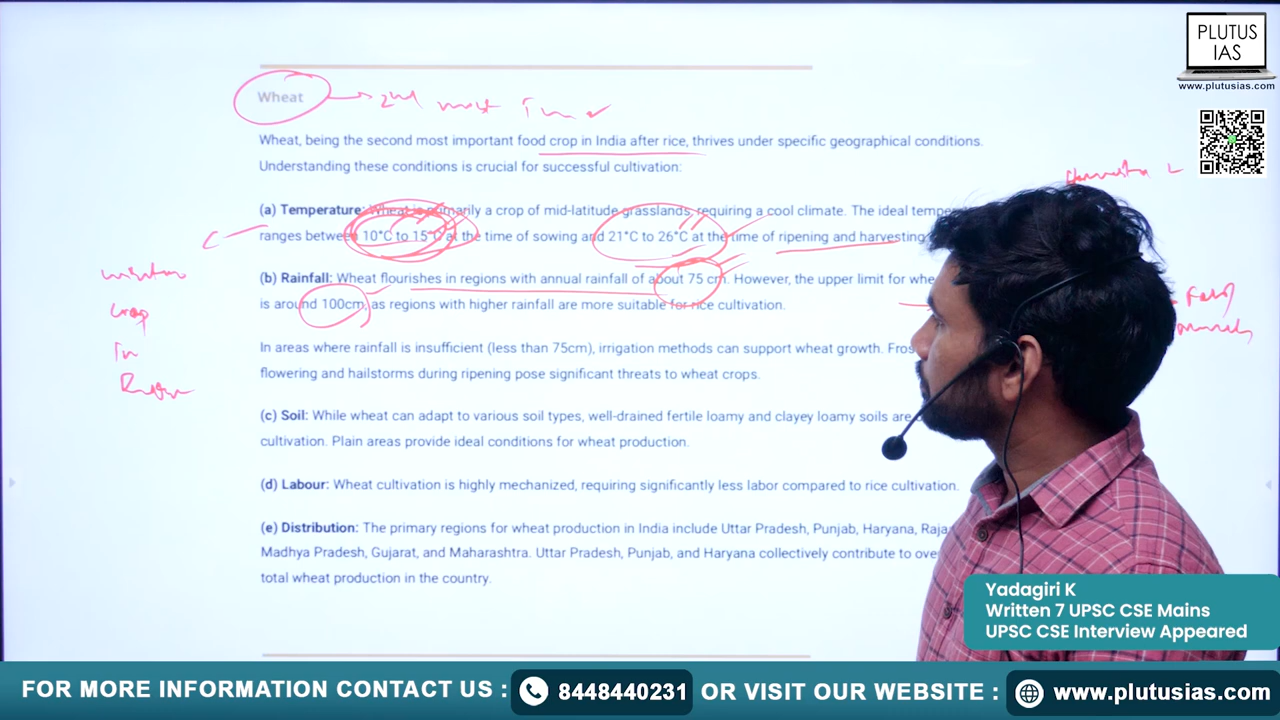 PLUTUS
IAS
www.plutusias.com
Wheat
2nd most
Wheat, being the second most important food crop in India after rice, thrives under specific geographical conditions.
Understanding these conditions is crucial for successful cultivation:
(a) Temperature: Wheat is primarily a crop of mid-latitude grasslands, requiring a cool climate. The ideal
ranges between 10°C to 15°C at the time of sowing and 21°C to 26°C at the time of ripening and harvesting
(b) Rainfall: Wheat flourishes in regions with annual rainfall of about 75 cm. However, the upper limit for
is around 100cm, as regions with higher rainfall are more suitable for rice cultivation.
crop
In
In areas where rainfall is insufficient (less than 75cm), irrigation methods can support wheat growth.
flowering and hailstorms during ripening pose significant threats to wheat crops.
(c) Soil: While wheat can adapt to various soil types, well-drained fertile loamy and clayey loamy soils are
cultivation. Plain areas provide ideal conditions for wheat production.
(d) Labour: Wheat cultivation is highly mechanized, requiring significantly less labor compared to rice cultivation.
(e) Distribution: The primary regions for wheat production in India include Uttar Pradesh, Punjab, Haryana,
Madhya Pradesh, Gujarat, and Maharashtra. Uttar Pradesh, Punjab, and Haryana collectively contribute to
total wheat production in the country.
Yadagiri K
Written 7 UPSC CSE Mains
UPSC CSE Interview Appeared
FOR MORE INFORMATION CONTACT US : 8448440231 OR VISIT OUR WEBSITE : www.plutusias.com